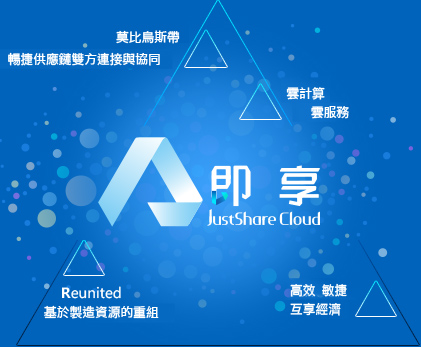 莫比烏斯帶
暢捷供應鏈雙方連接與協同
雲計算
雲服務
即 享
JustShare Cloud
Reunited
基於製造資源的重組
高效 敏捷
互享經濟